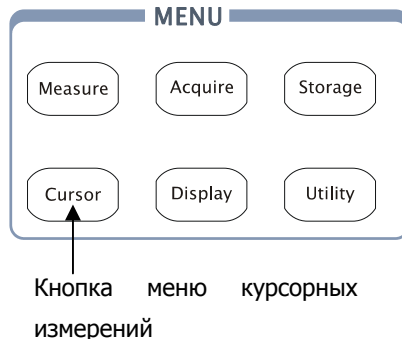 MENU
Measure Acquire Storage
Cursor Display Utility
Кнопка меню курсорных
измерений